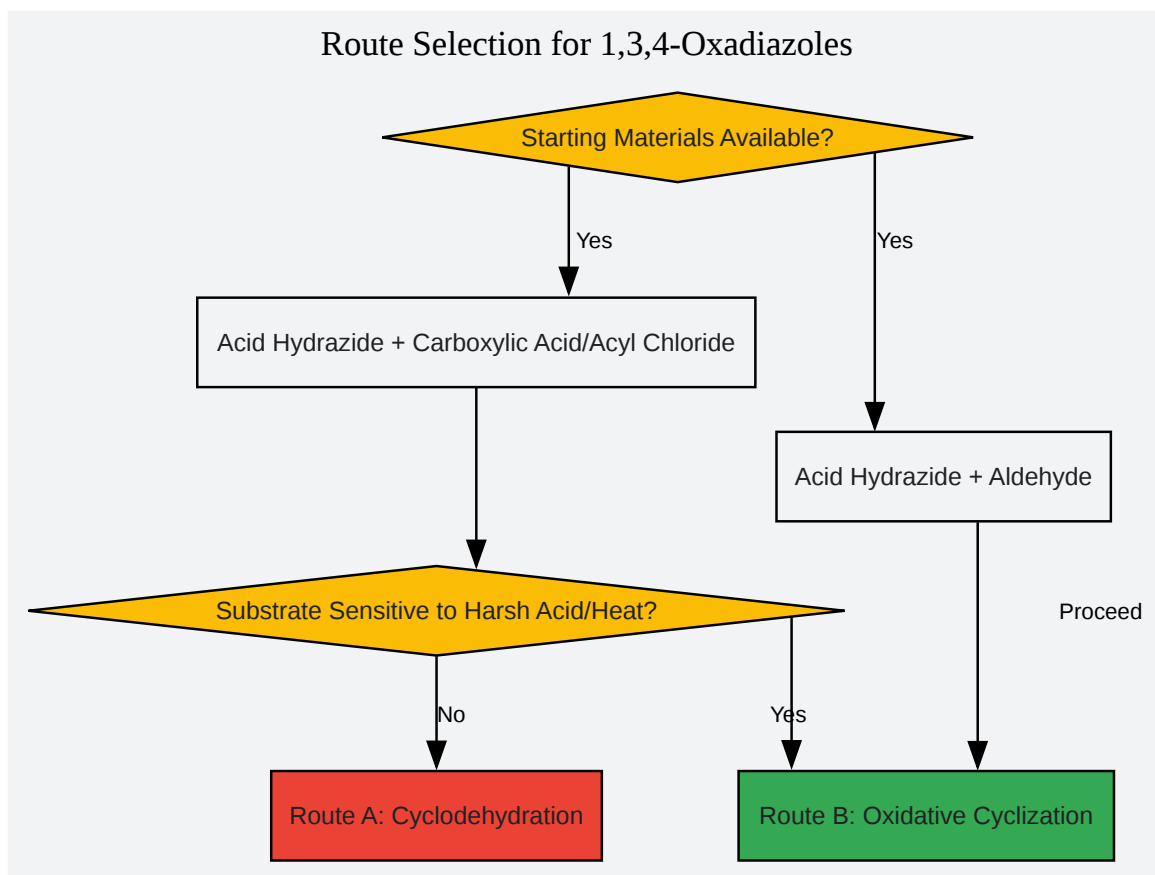 Route Selection for 1,3,4-Oxadiazoles
Starting Materials Available?
Yes
Yes
Acid Hydrazide + Carboxylic Acid/Acyl Chloride
Acid Hydrazide + Aldehyde
Substrate Sensitive to Harsh Acid/Heat?
Proceed
No
Yes
Route A: Cyclodehydration
Route B: Oxidative Cyclization